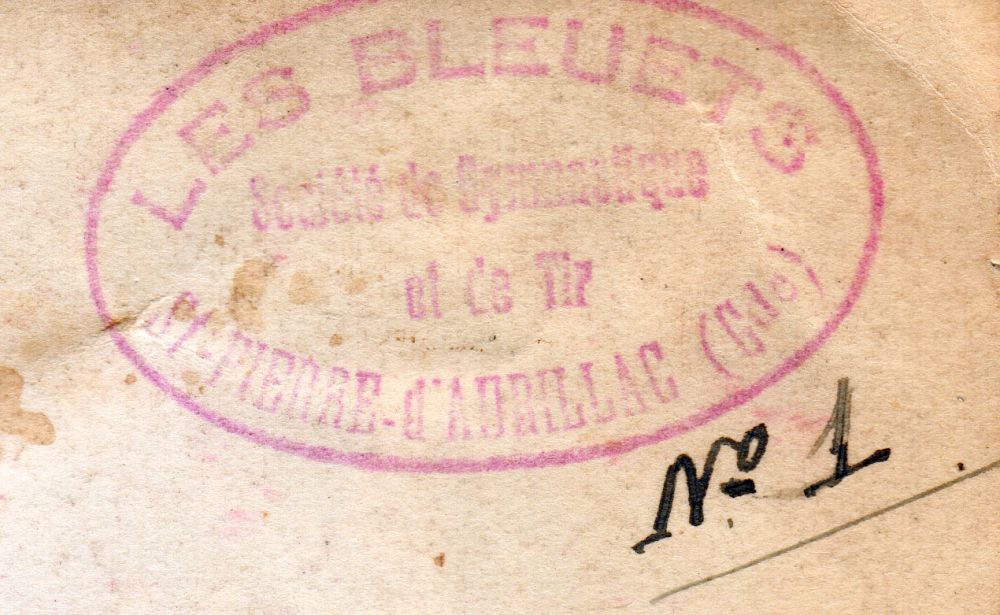 LES BLEUETS
Société de Gymnastique
et de Tir
St-PIERRE-d'AURILLAC (Gde)
No 1